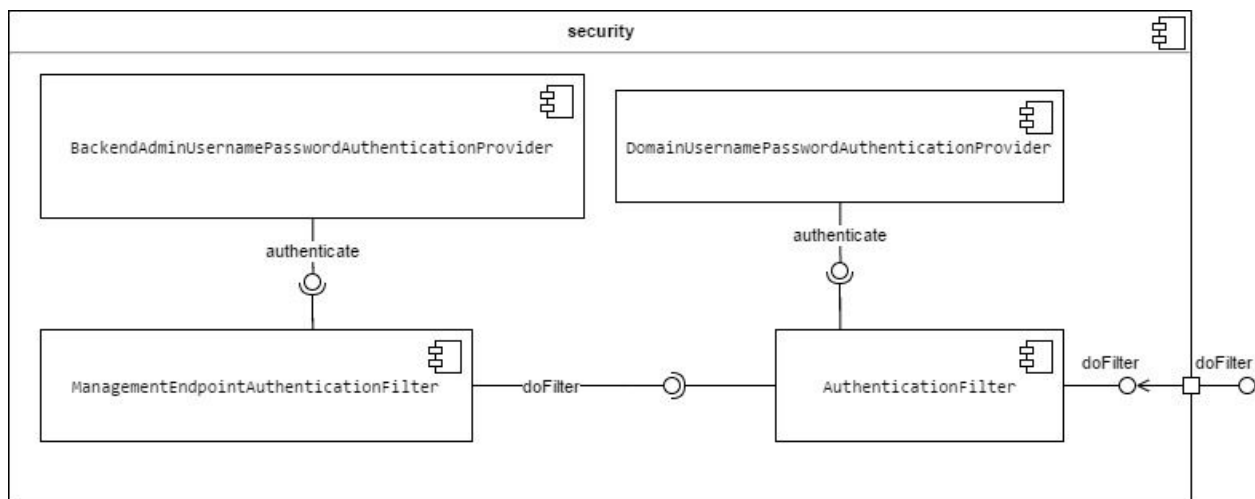 security
BackendAdminUsernamePasswordAuthenticationProvider
DomainUsernamePasswordAuthenticationProvider
authenticate
authenticate
ManagementEndpointAuthenticationFilter
doFilter
AuthenticationFilter
doFilter
doFilter